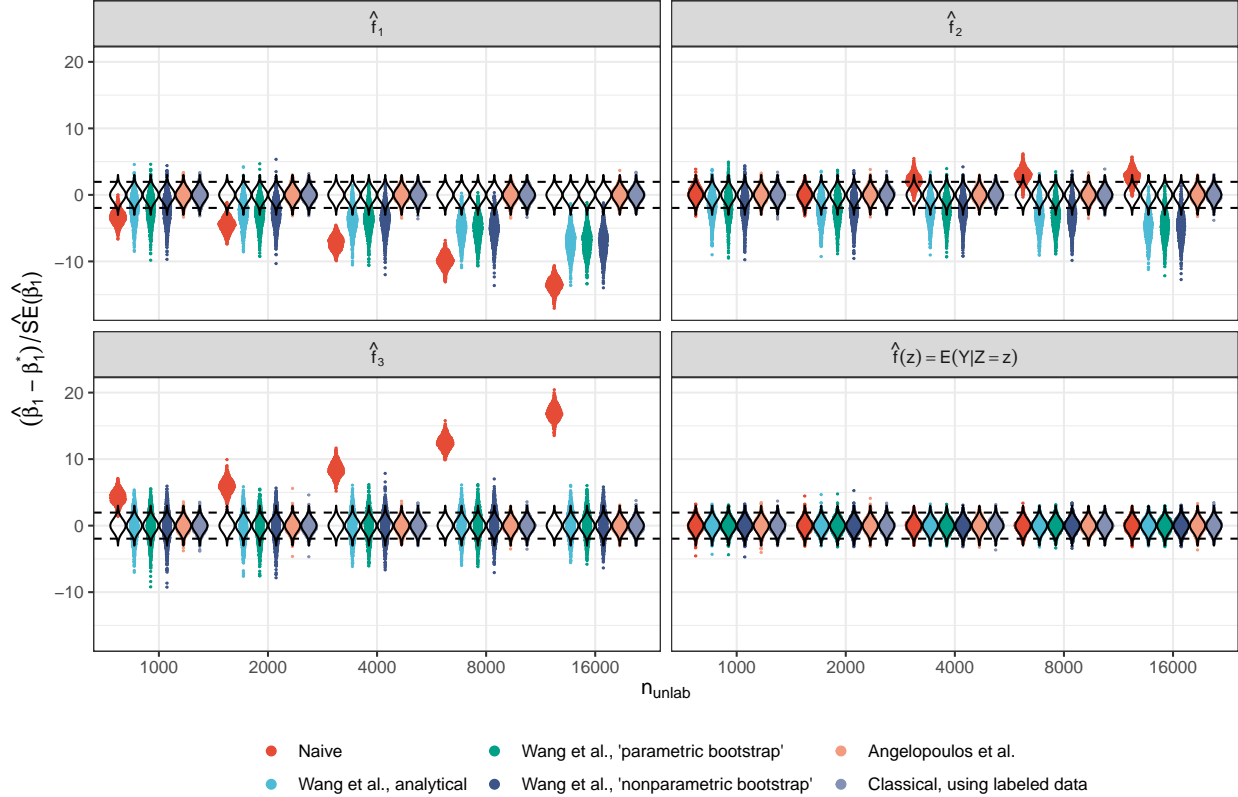 f̂₁
f̂₂
20
10
0
−10
f̂₃
f̂(z) = E(Y|Z = z)
20
10
0
−10
(β̂₁ − β₁*)/ŜE(β̂₁)
1000 2000 4000 8000 16000
1000 2000 4000 8000 16000
n_unlab
Naive
Wang et al., 'parametric bootstrap'
Angelopoulos et al.
Wang et al., analytical
Wang et al., 'nonparametric bootstrap'
Classical, using labeled data